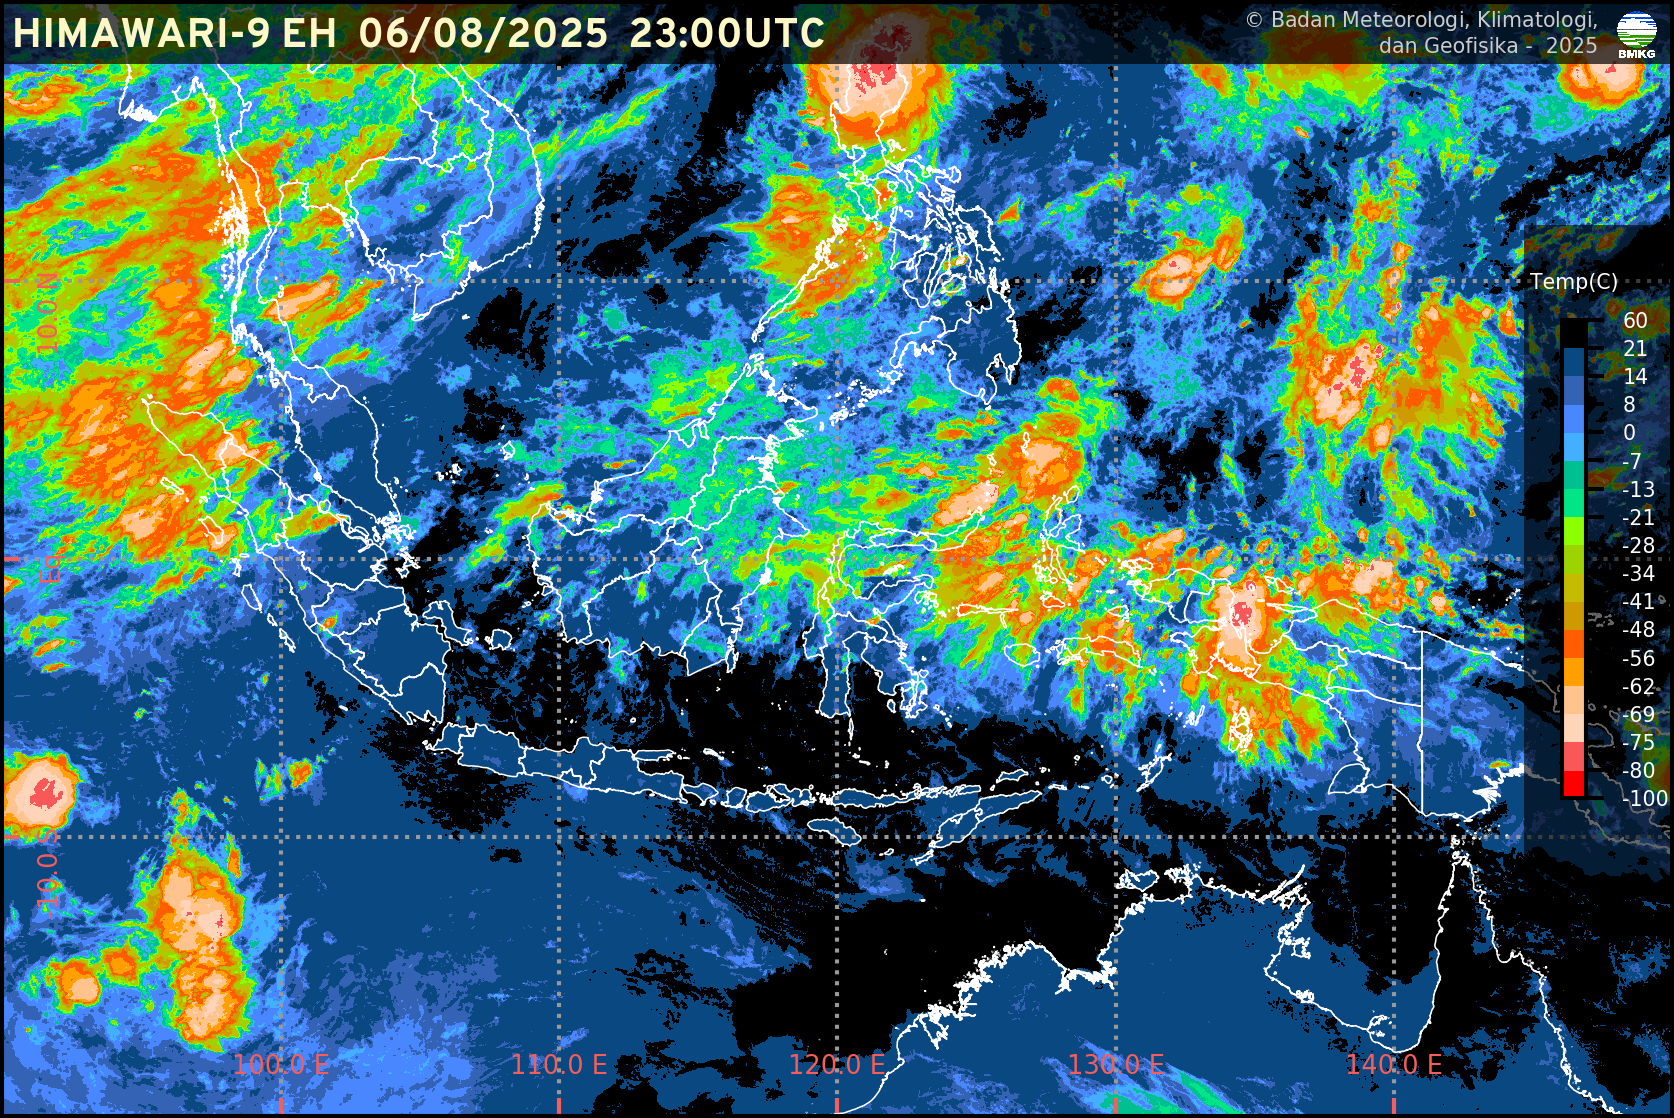 HIMAWARI-9 EH 06/08/2025 23:00UTC
© Badan Meteorologi, Klimatologi,
dan Geofisika - 2025
BMKG
Temp(C)
60
21
14
8
0
-7
-13
-21
-28
-34
-41
-48
-56
-62
-69
-75
-80
-100
10.0 N
EQ
-10.0 S
100.0 E
110.0 E
120.0 E
130.0 E
140.0 E